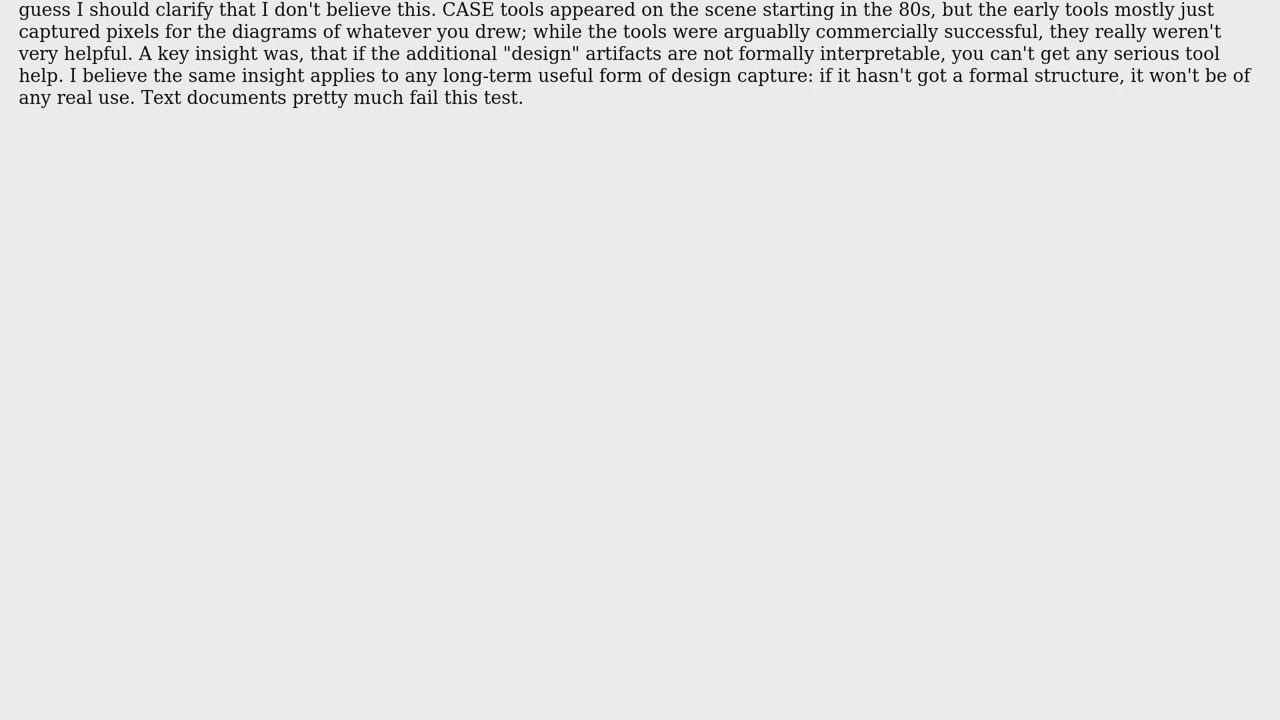 guess I should clarify that I don't believe this. CASE tools appeared on the scene starting in the 80s, but the early tools mostly just
captured pixels for the diagrams of whatever you drew; while the tools were arguablly commercially successful, they really weren't
very helpful. A key insight was, that if the additional "design" artifacts are not formally interpretable, you can't get any serious tool
help. I believe the same insight applies to any long-term useful form of design capture: if it hasn't got a formal structure, it won't be of
any real use. Text documents pretty much fail this test.